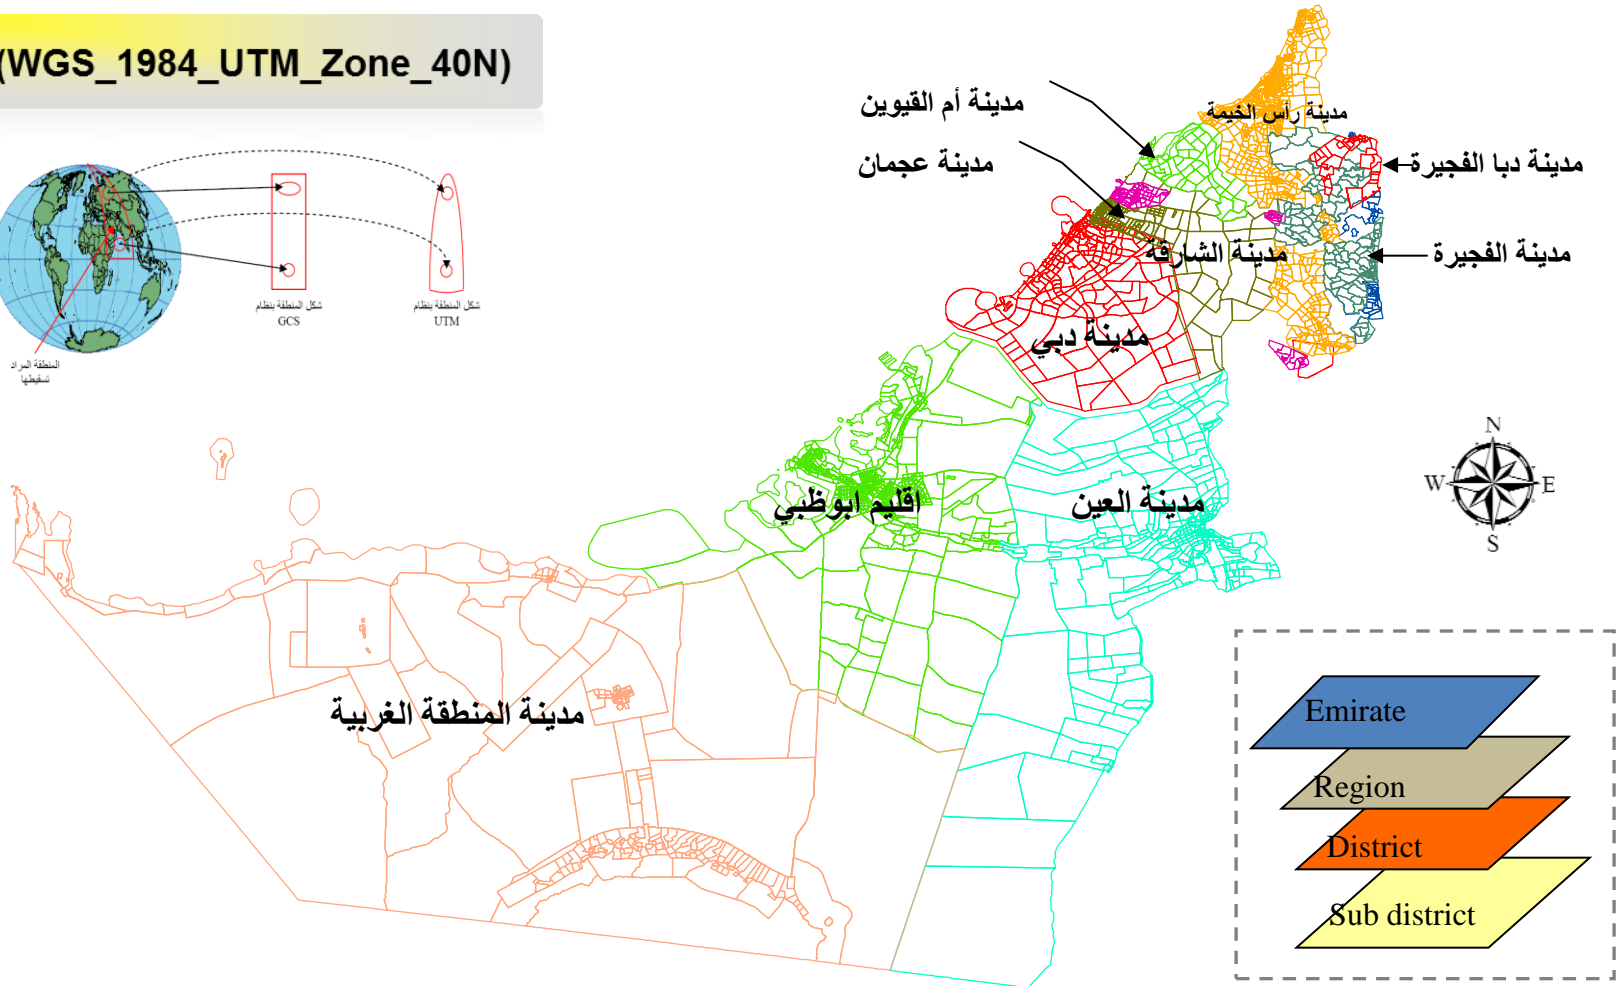 (WGS_1984_UTM_Zone_40N)
شكل المنطقة بنظام
GCS
شكل المنطقة بنظام
UTM
المنطقة المراد
تسقيطها
مدينة أم القيوين
مدينة عجمان
مدينة رأس الخيمة
مدينة دبا الفجيرة
مدينة الفجيرة
مدينة الشارقة
مدينة دبي
اقليم ابوظبي
مدينة العين
مدينة المنطقة الغربية
N
W
E
S
Emirate
Region
District
Sub district